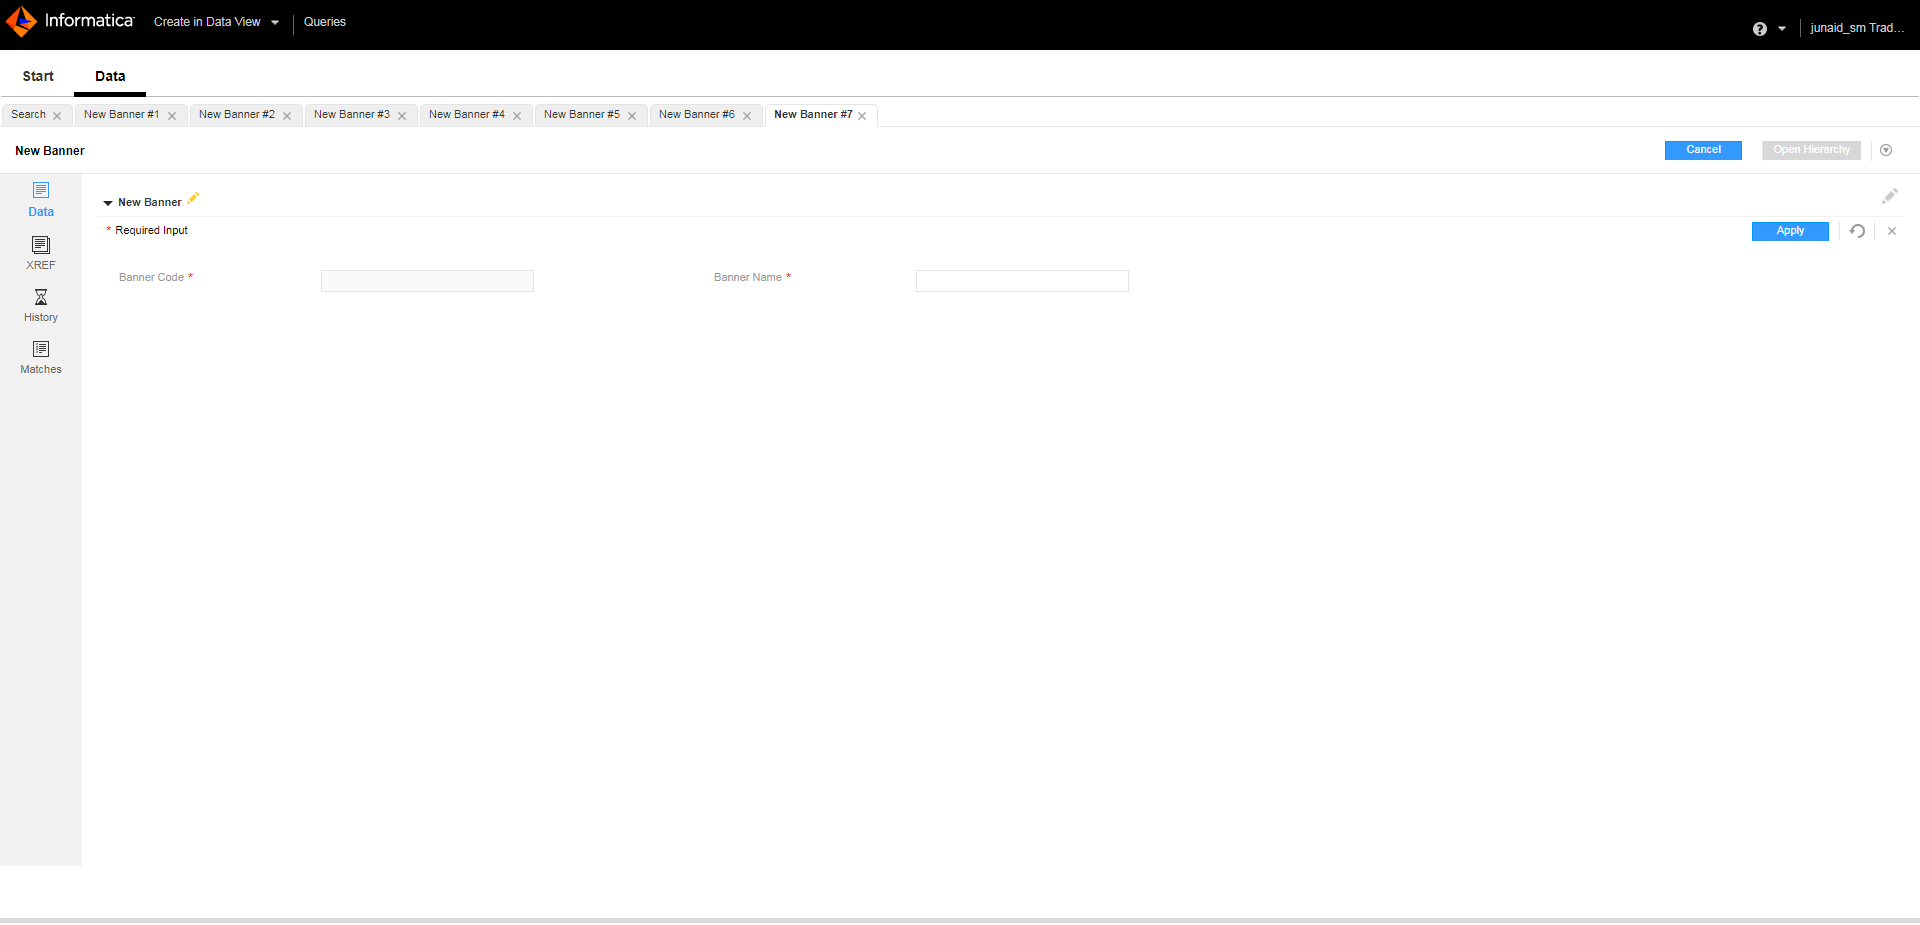 Informatica Create in Data View Queries junaid_sm Trad...
Start Data
Search New Banner #1 New Banner #2 New Banner #3 New Banner #4 New Banner #5 New Banner #6 New Banner #7
New Banner Cancel Open Hierarchy
Data
XREF
History
Matches
New Banner
* Required Input Apply
Banner Code * Banner Name *